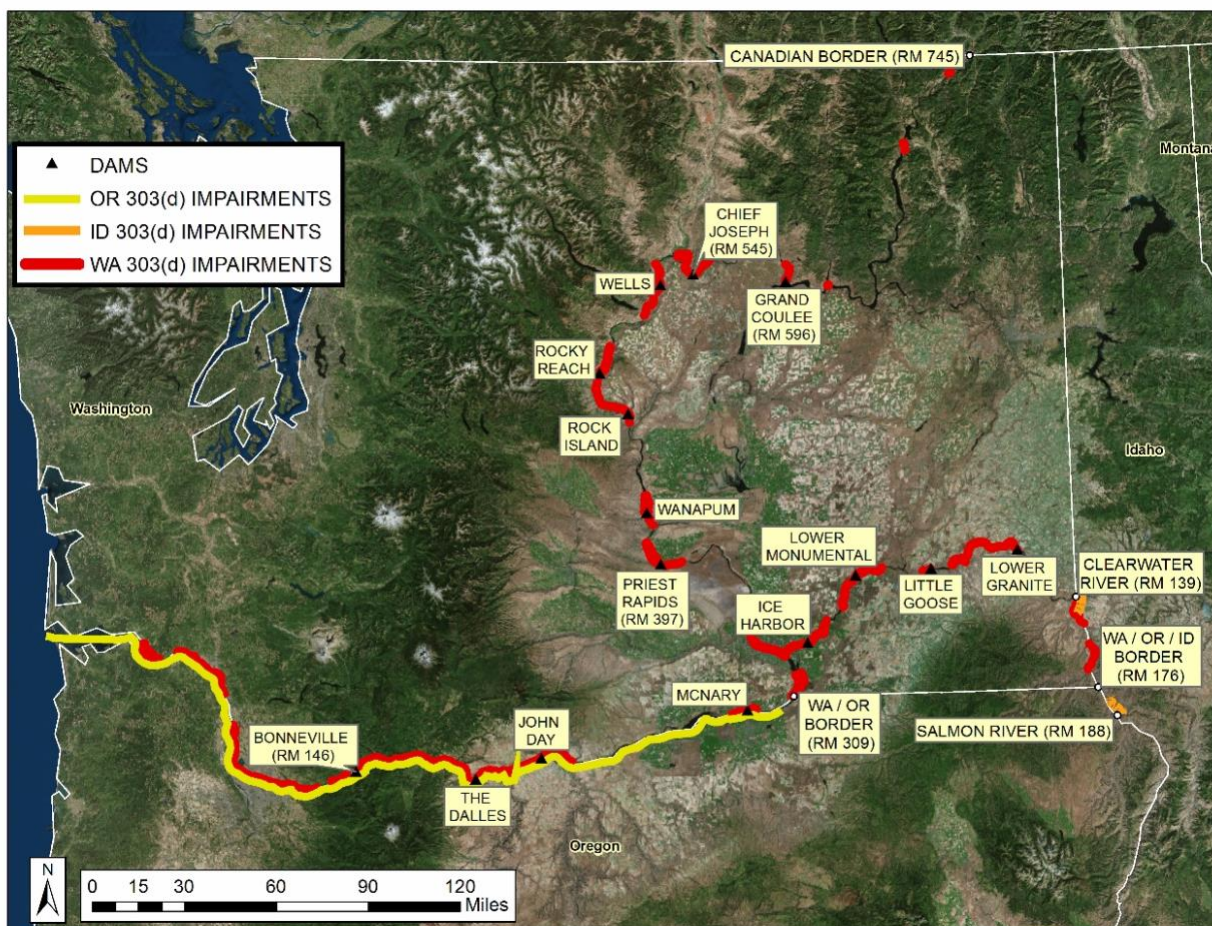 CANADIAN BORDER (RM 745)
DAMS
OR 303(d) IMPAIRMENTS
ID 303(d) IMPAIRMENTS
WA 303(d) IMPAIRMENTS
Montana
CHIEF
JOSEPH
(RM 545)
WELLS
GRAND
COULEE
(RM 596)
ROCKY
REACH
Washington
ROCK
ISLAND
Idaho
WANAPUM
LOWER
MONUMENTAL
PRIEST
RAPIDS
(RM 397)
ICE
HARBOR
LITTLE
GOOSE
LOWER
GRANITE
CLEARWATER
RIVER (RM 139)
WA / OR / ID
BORDER
(RM 176)
MCNARY
WA / OR
BORDER
(RM 309)
SALMON RIVER (RM 188)
BONNEVILLE
(RM 146)
JOHN
DAY
THE
DALLES
Oregon
N
0 15 30 60 90 120
Miles